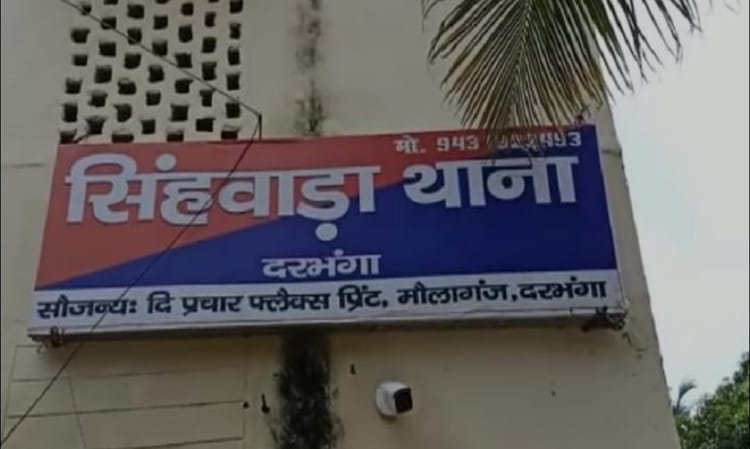 मो. 943
सिंहवाड़ा थाना
दरभंगा
सौजन्यः दि प्रचार फ्लैक्स प्रिंट, मौलागंज,दरभंगा